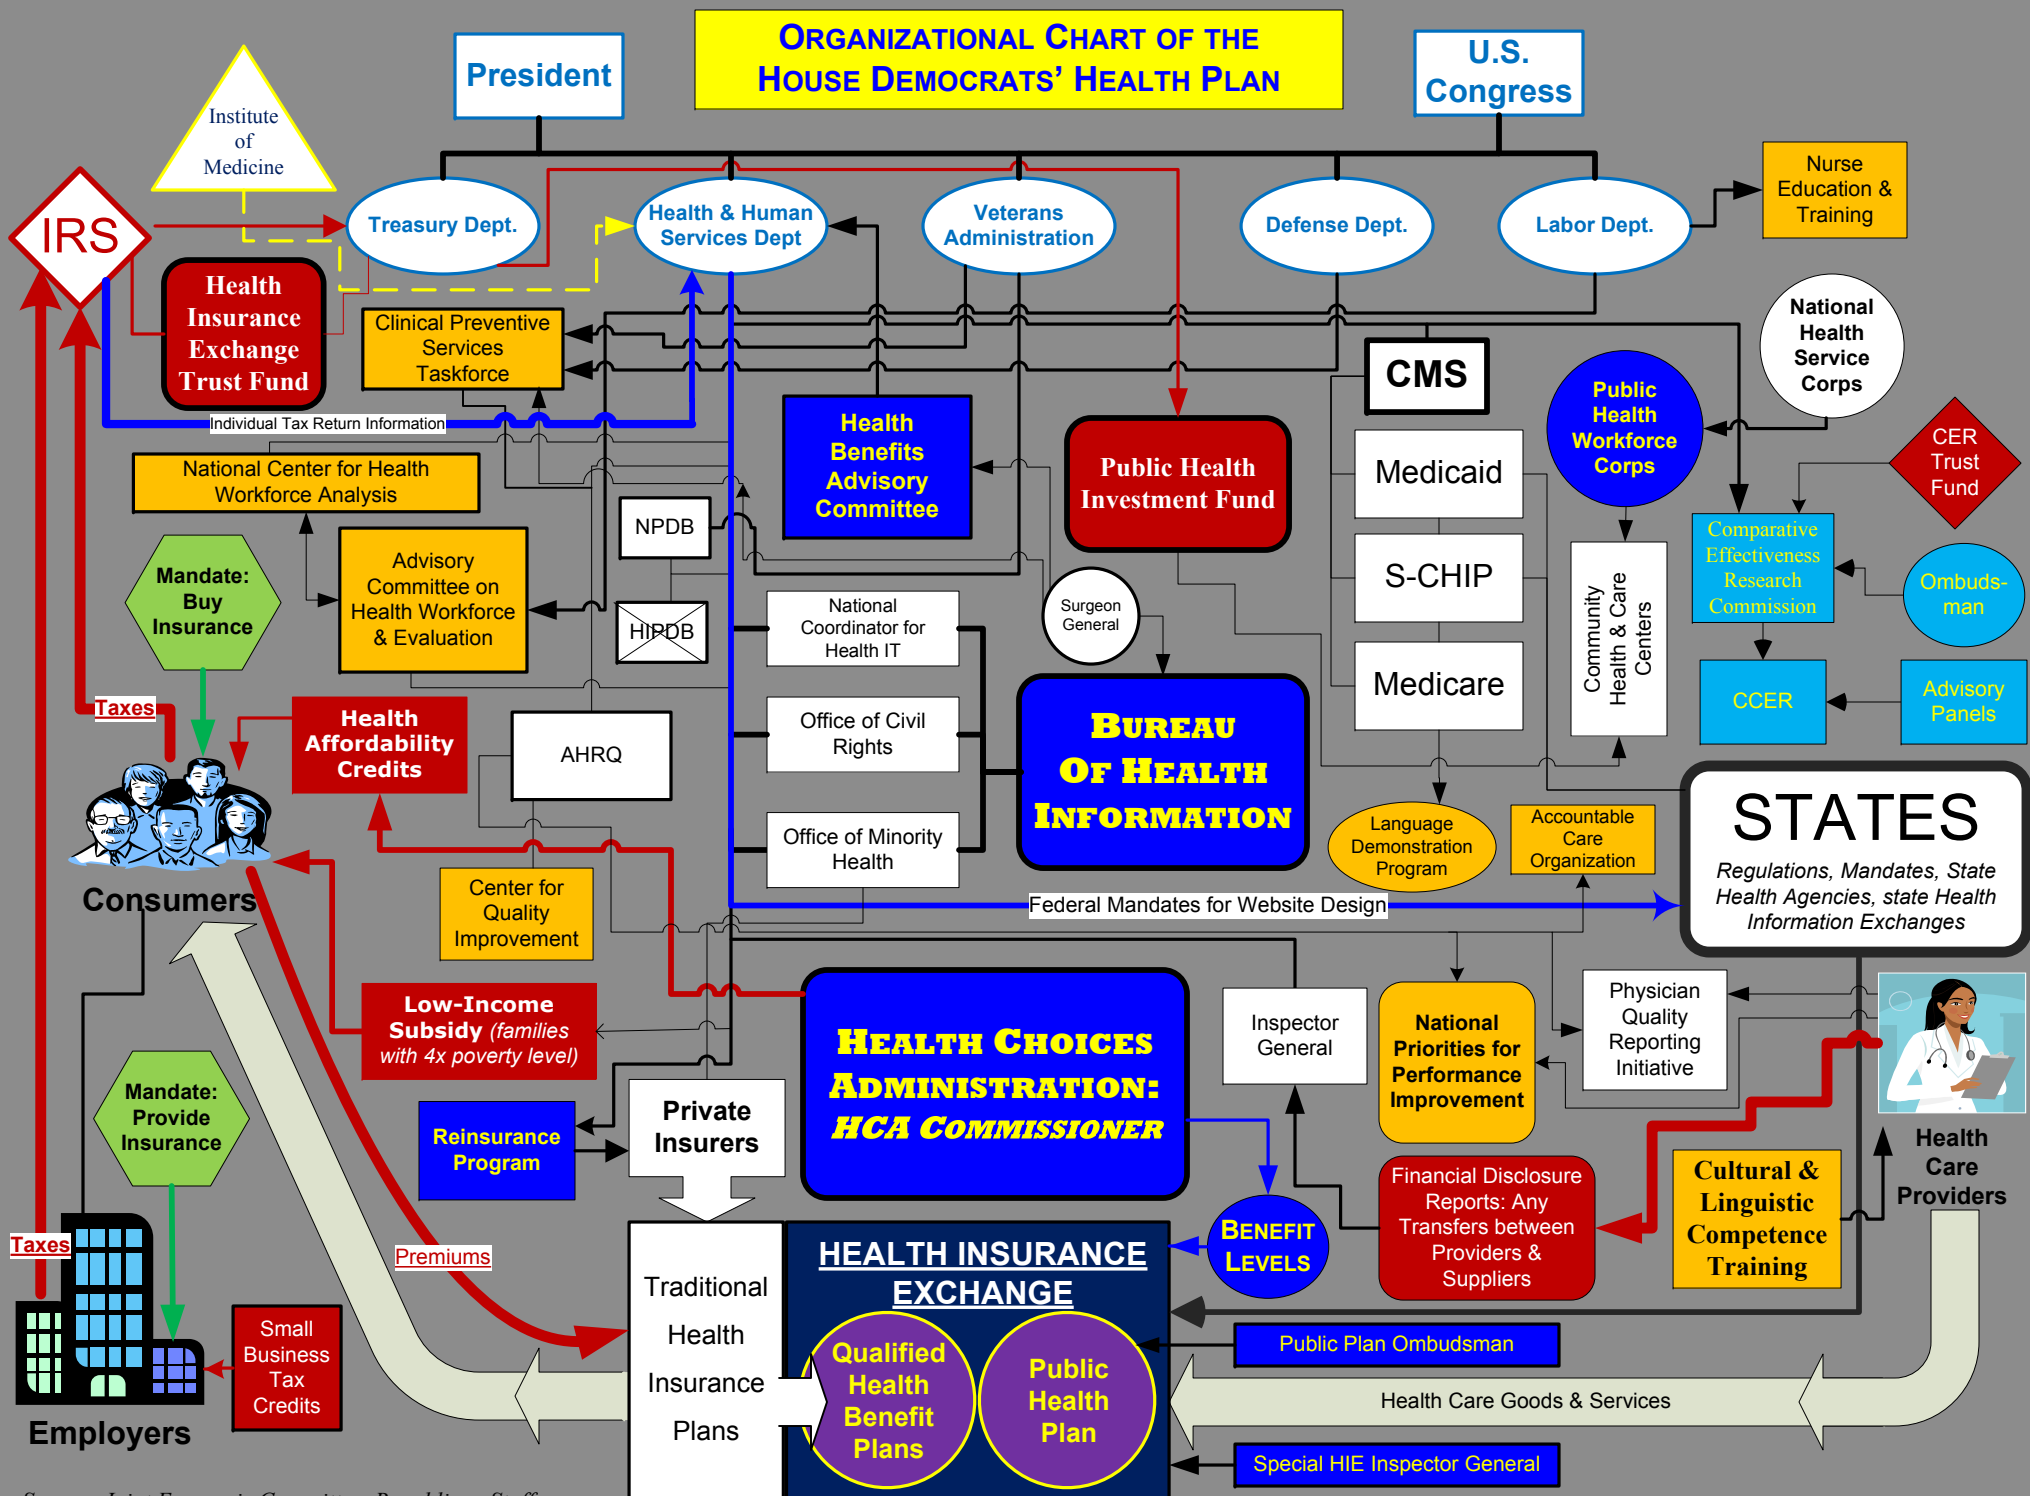 ORGANIZATIONAL CHART OF THE
HOUSE DEMOCRATS' HEALTH PLAN
President
U.S.
Congress
Institute
of
Medicine
IRS
Treasury Dept.
Health & Human
Services Dept
Veterans
Administration
Defense Dept.
Labor Dept.
Nurse
Education &
Training
Health
Insurance
Exchange
Trust Fund
Clinical Preventive
Services
Taskforce
CMS
National
Health
Service
Corps
Public
Health
Workforce
Corps
Individual Tax Return Information
Health
Benefits
Advisory
Committee
Public Health
Investment Fund
Medicaid
CER
Trust
Fund
National Center for Health
Workforce Analysis
NPDB
Comparative
Effectiveness
Research
Commission
Ombuds-
man
Mandate:
Buy
Insurance
Advisory
Committee on
Health Workforce
& Evaluation
HIPDB
National
Coordinator for
Health IT
Surgeon
General
S-CHIP
Community
Health & Care
Centers
Medicare
CCER
Advisory
Panels
Taxes
Health
Affordability
Credits
AHRQ
Office of Civil
Rights
BUREAU
OF HEALTH
INFORMATION
Office of Minority
Health
Language
Demonstration
Program
Accountable
Care
Organization
STATES
Regulations, Mandates, State
Health Agencies, state Health
Information Exchanges
Consumers
Center for
Quality
Improvement
Federal Mandates for Website Design
Low-Income
Subsidy (families
with 4x poverty level)
HEALTH CHOICES
ADMINISTRATION:
HCA COMMISSIONER
Inspector
General
National
Priorities for
Performance
Improvement
Physician
Quality
Reporting
Initiative
Mandate:
Provide
Insurance
Reinsurance
Program
Private
Insurers
Health
Care
Providers
Financial Disclosure
Reports: Any
Transfers between
Providers &
Suppliers
Cultural &
Linguistic
Competence
Training
Taxes
Premiums
BENEFIT
LEVELS
Traditional
Health
Insurance
Plans
HEALTH INSURANCE
EXCHANGE
Qualified
Health
Benefit
Plans
Public
Health
Plan
Public Plan Ombudsman
Health Care Goods & Services
Special HIE Inspector General
Small
Business
Tax
Credits
Employers